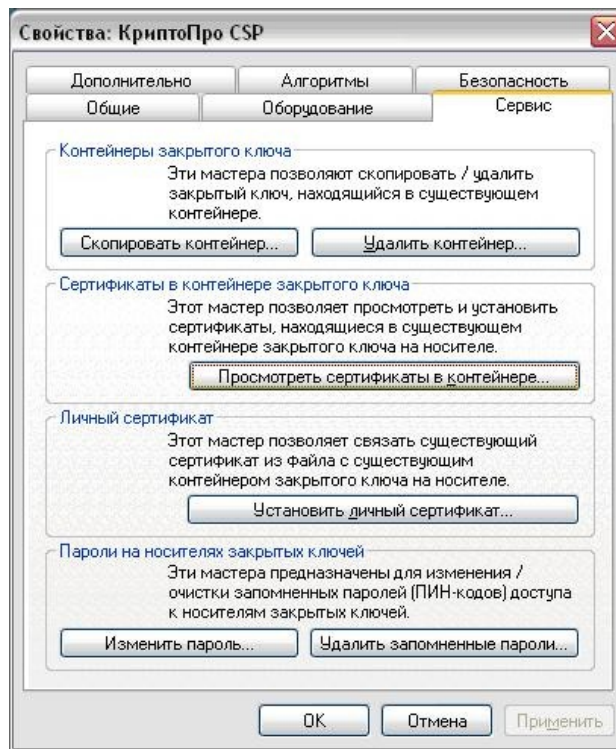 Свойства: КриптоПро CSP
Дополнительно Алгоритмы Безопасность
Общие Оборудование Сервис
Контейнеры закрытого ключа
Эти мастера позволяют скопировать / удалить
закрытый ключ, находящийся в существующем
контейнере.
Скопировать контейнер... Удалить контейнер...
Сертификаты в контейнере закрытого ключа
Этот мастер позволяет просмотреть и установить
сертификаты, находящиеся в существующем
контейнере закрытого ключа на носителе.
Просмотреть сертификаты в контейнере...
Личный сертификат
Этот мастер позволяет связать существующий
сертификат из файла с существующим
контейнером закрытого ключа на носителе.
Установить личный сертификат...
Пароли на носителях закрытых ключей
Эти мастера предназначены для изменения /
очистки запомненных паролей (ПИН-кодов) доступа
к носителям закрытых ключей.
Изменить пароль... Удалить запомненные пароли...
ОК Отмена Применить